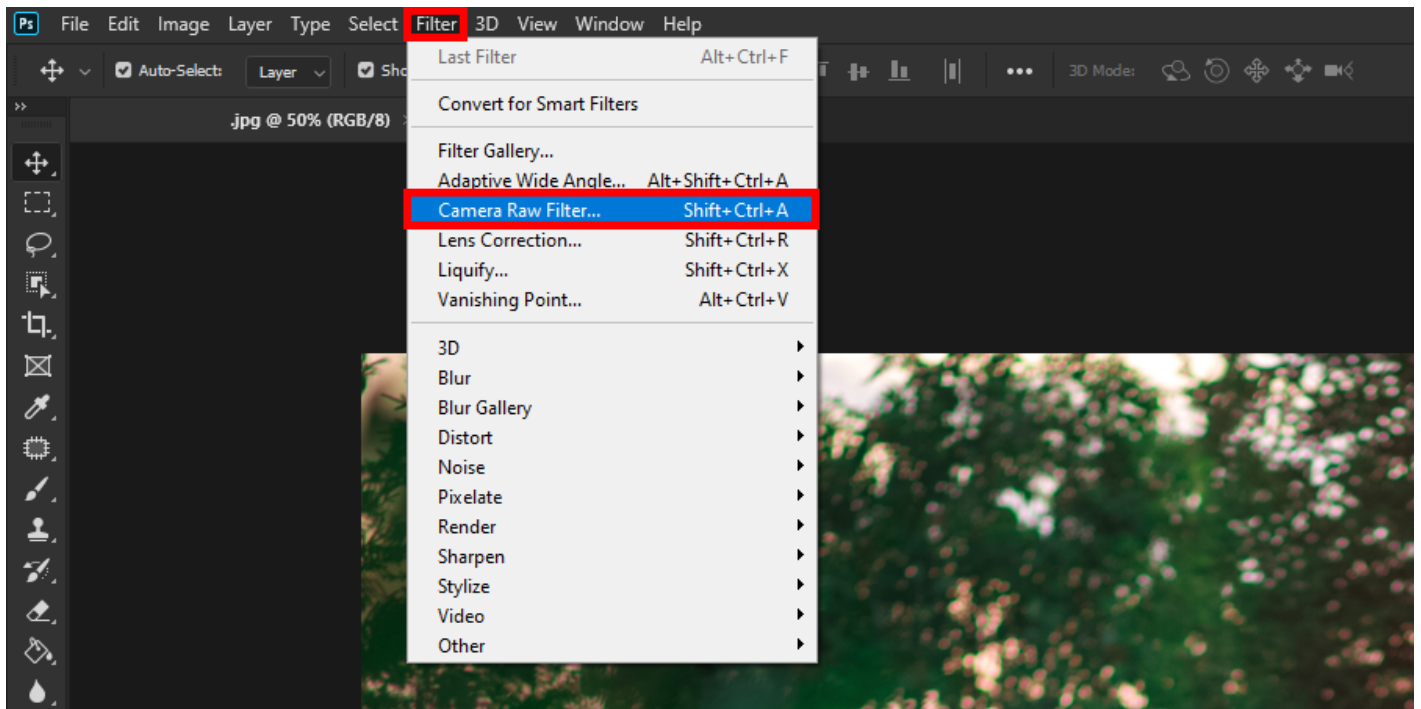 Ps File Edit Image Layer Type Select Filter 3D View Window Help
Auto-Select: Layer Sho 3D Mode:
.jpg @ 50% (RGB/8)
Last Filter Alt+Ctrl+F
Convert for Smart Filters
Filter Gallery...
Adaptive Wide Angle... Alt+Shift+Ctrl+A
Camera Raw Filter... Shift+Ctrl+A
Lens Correction... Shift+Ctrl+R
Liquify... Shift+Ctrl+X
Vanishing Point... Alt+Ctrl+V
3D
Blur
Blur Gallery
Distort
Noise
Pixelate
Render
Sharpen
Stylize
Video
Other